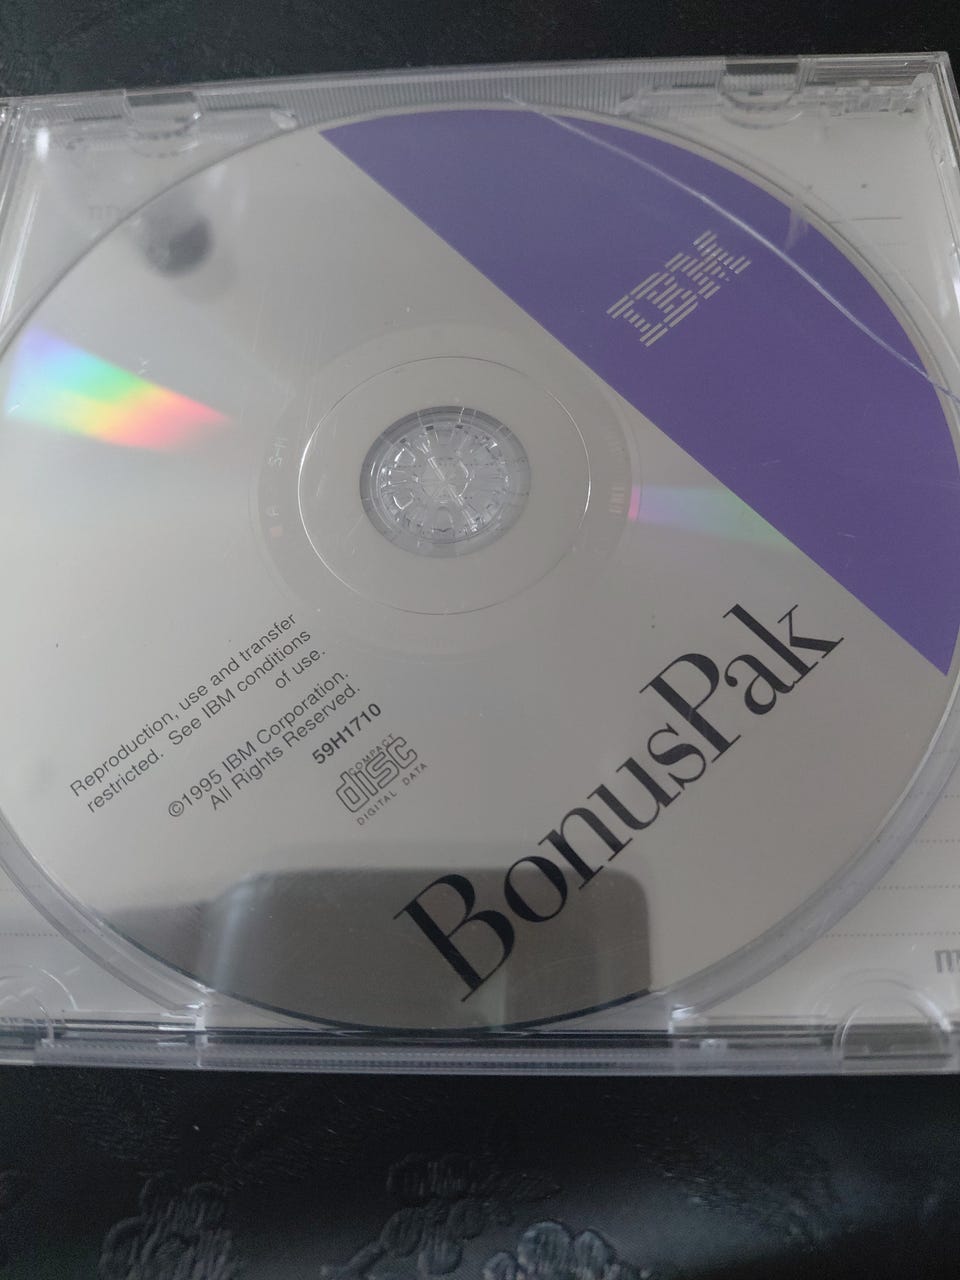 IBM
Reproduction, use and transfer
restricted. See IBM conditions
of use.
©1995 IBM Corporation.
All Rights Reserved.
59H1710
COMPACT
disc
DIGITAL DATA
BonusPak